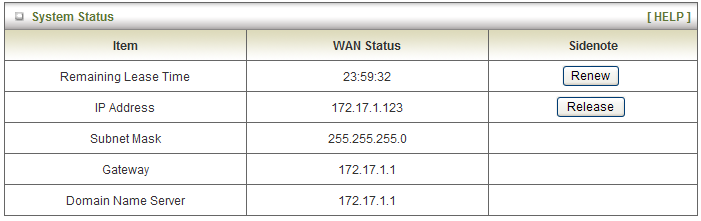 System Status [ HELP ]
Item WAN Status Sidenote
Remaining Lease Time 23:59:32 Renew
IP Address 172.17.1.123 Release
Subnet Mask 255.255.255.0
Gateway 172.17.1.1
Domain Name Server 172.17.1.1